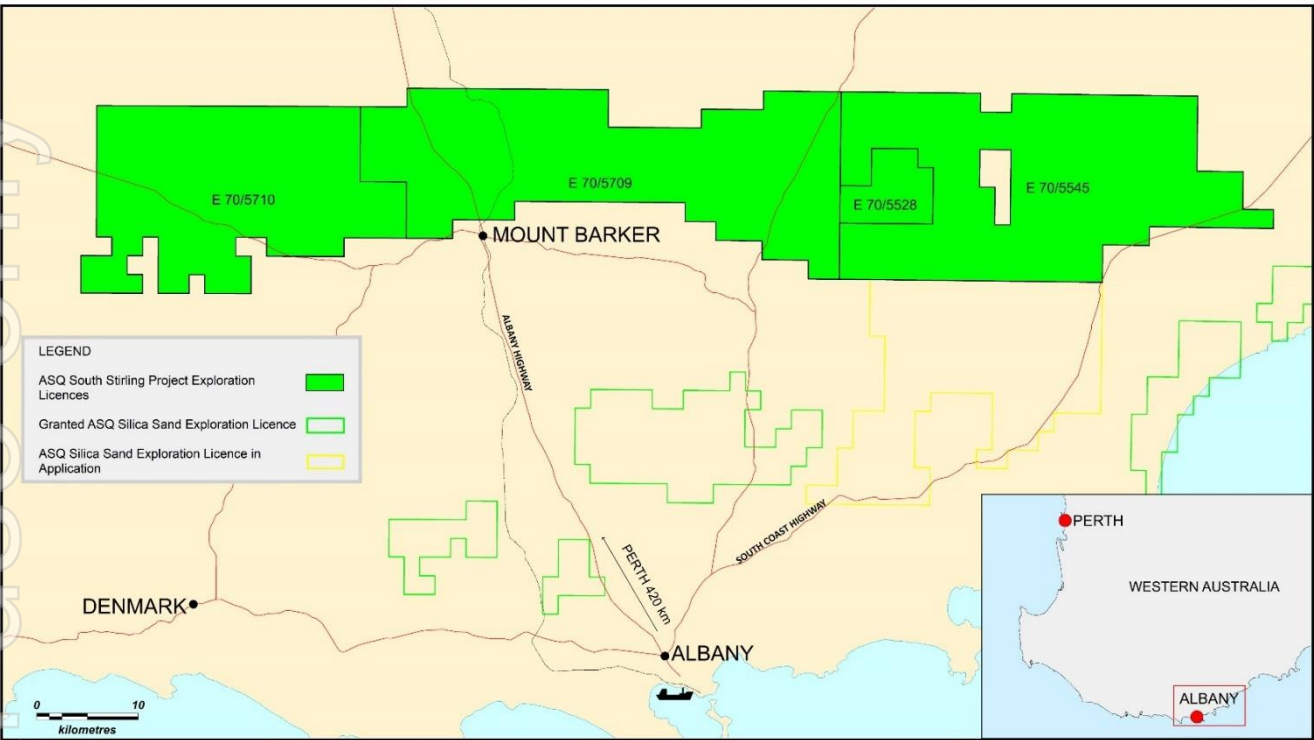 E 70/5710
E 70/5709
E 70/5528
E 70/5545
MOUNT BARKER
LEGEND
ASQ South Stirling Project Exploration
Licences
Granted ASQ Silica Sand Exploration Licence
ASQ Silica Sand Exploration Licence in
Application
ALBANY HIGHWAY
SOUTH COAST HIGHWAY
PERTH 420 km
DENMARK
ALBANY
0 10
kilometres
PERTH
WESTERN AUSTRALIA
ALBANY